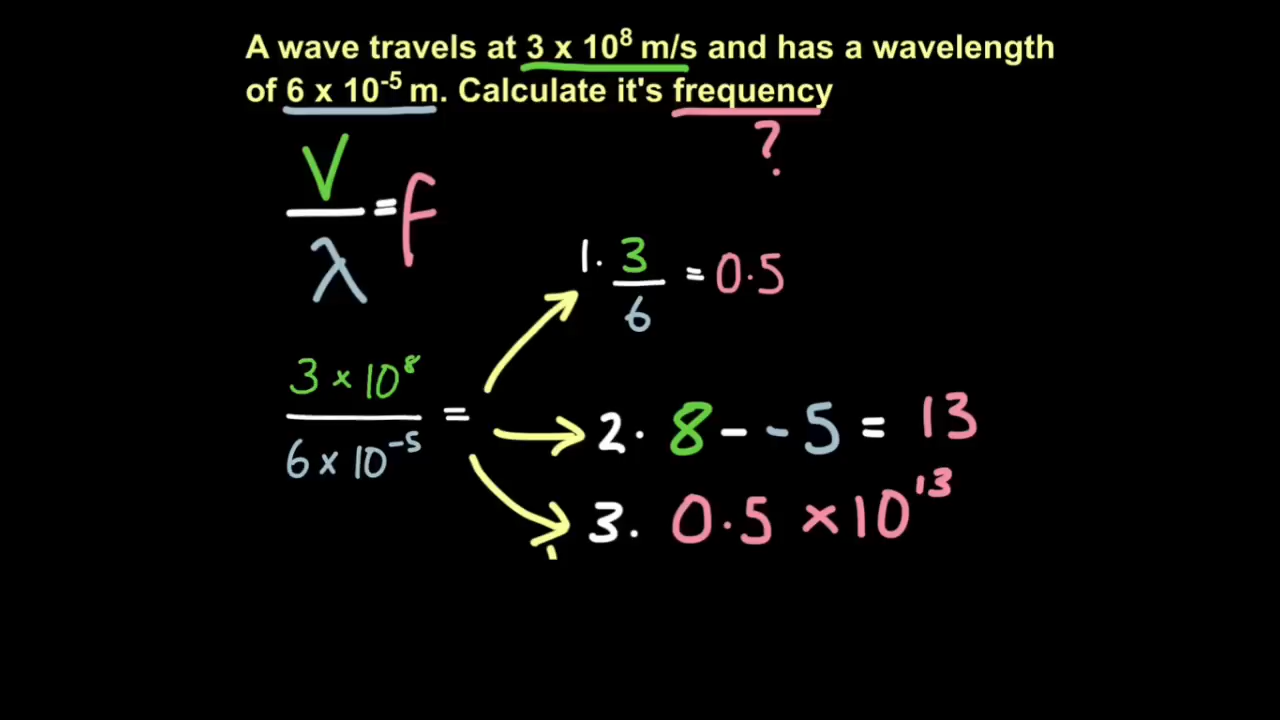 A wave travels at 3 x 10⁸ m/s and has a wavelength
of 6 x 10⁻⁵ m. Calculate it's frequency
?
V
λ
= F
1. 3
6
= 0.5
3 × 10⁸
6 × 10⁻⁵
=
2. 8 - -5 = 13
3. 0.5 × 10¹³